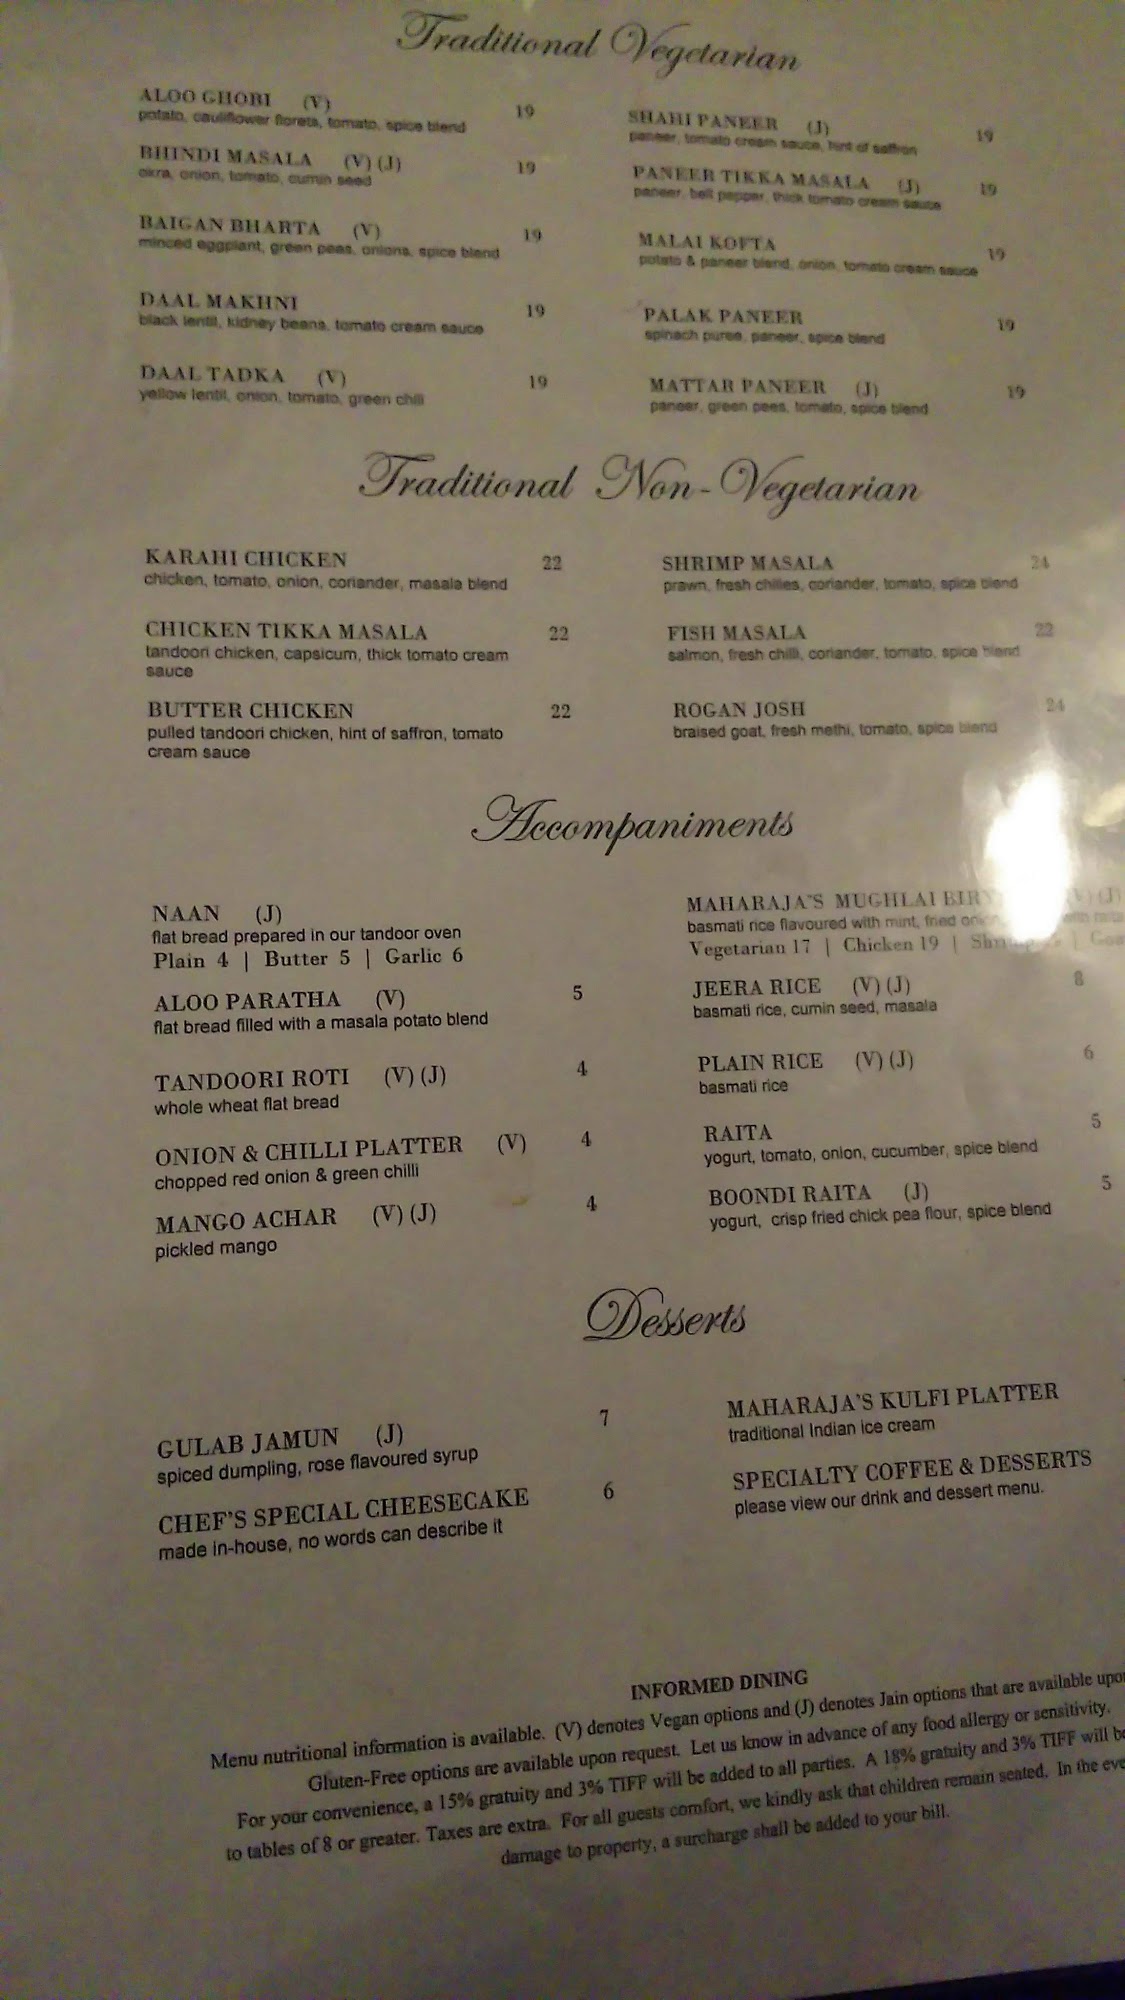 Traditional Vegetarian
ALOO GHOBI (V) 19
potato, cauliflower florets, tomato, spice blend
BHINDI MASALA (V) (J) 19
okra, onion, tomato, cumin seed
BAIGAN BHARTA (V) 19
minced eggplant, green peas, onions, spice blend
DAAL MAKHNI 19
black lentil, kidney beans, tomato cream sauce
DAAL TADKA (V) 19
yellow lentil, onion, tomato, green chili
SHAHI PANEER (J) 19
paneer, tomato cream sauce, hint of saffron
PANEER TIKKA MASALA (J) 19
paneer, bell pepper, thick tomato cream sauce
MALAI KOFTA 19
potato & paneer blend, onion, tomato cream sauce
PALAK PANEER 19
spinach puree, paneer, spice blend
MATTAR PANEER (J) 19
paneer, green pees, tomato, spice blend
Traditional Non-Vegetarian
KARAHI CHICKEN 22
chicken, tomato, onion, coriander, masala blend
CHICKEN TIKKA MASALA 22
tandoori chicken, capsicum, thick tomato cream
sauce
BUTTER CHICKEN 22
pulled tandoori chicken, hint of saffron, tomato
cream sauce
SHRIMP MASALA 24
prawn, fresh chilies, coriander, tomato, spice blend
FISH MASALA 22
salmon, fresh chili, coriander, tomato, spice blend
ROGAN JOSH 24
braised goat, fresh methi, tomato, spice blend
Accompaniments
NAAN (J)
flat bread prepared in our tandoor oven
Plain 4 | Butter 5 | Garlic 6
ALOO PARATHA (V) 5
flat bread filled with a masala potato blend
TANDOORI ROTI (V) (J) 4
whole wheat flat bread
ONION & CHILLI PLATTER (V) 4
chopped red onion & green chilli
MANGO ACHAR (V) (J) 4
pickled mango
MAHARAJA'S MUGHLAI (V) (J)
basmati rice flavoured with mint, fried with
Vegetarian 17 | Chicken 19 |
JEERA RICE (V) (J) 8
basmati rice, cumin seed, masala
PLAIN RICE (V) (J) 6
basmati rice
RAITA 5
yogurt, tomato, onion, cucumber, spice blend
BOONDI RAITA (J) 5
yogurt, crisp fried chick pea flour, spice blend
Desserts
GULAB JAMUN (J) 7
spiced dumpling, rose flavoured syrup
CHEF'S SPECIAL CHEESECAKE 6
made in-house, no words can describe it
MAHARAJA'S KULFI PLATTER
traditional Indian ice cream
SPECIALTY COFFEE & DESSERTS
please view our drink and dessert menu.
INFORMED DINING
Menu nutritional information is available. (V) denotes Vegan options and (J) denotes Jain options that are available
Gluten-Free options are available upon request. Let us know in advance of any food allergy or sensitivity.
For your convenience, a 15% gratuity and 3% TIFF will be added to all parties. A 18% gratuity and 3% TIFF will
to tables of 8 or greater. Taxes are extra. For all guests comfort, we kindly ask that children remain seated. In the
damage to property, a surcharge shall be added to your bill.